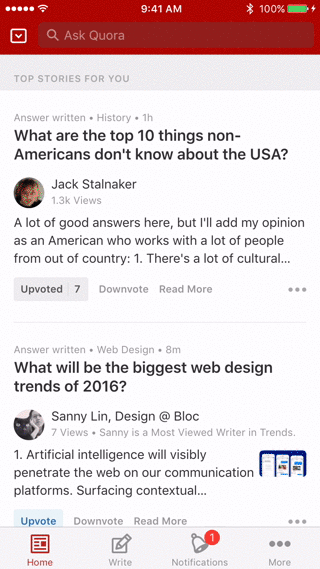 9:41 AM
100%
Ask Quora
TOP STORIES FOR YOU
Answer written • History • 1h
What are the top 10 things non-
Americans don't know about the USA?
Jack Stalnaker
1.3k Views
A lot of good answers here, but I'll add my opinion
as an American who works with a lot of people
from out of country: 1. There's a lot of cultural...
Upvoted | 7 Downvote Read More
Answer written • Web Design • 8m
What will be the biggest web design
trends of 2016?
Sanny Lin, Design @ Bloc
7 Views • Sanny is a Most Viewed Writer in Trends.
1. Artificial intelligence will visibly
penetrate the web on our communication
platforms. Surfacing contextual...
Upvote Downvote Read More
1
Home Write Notifications More